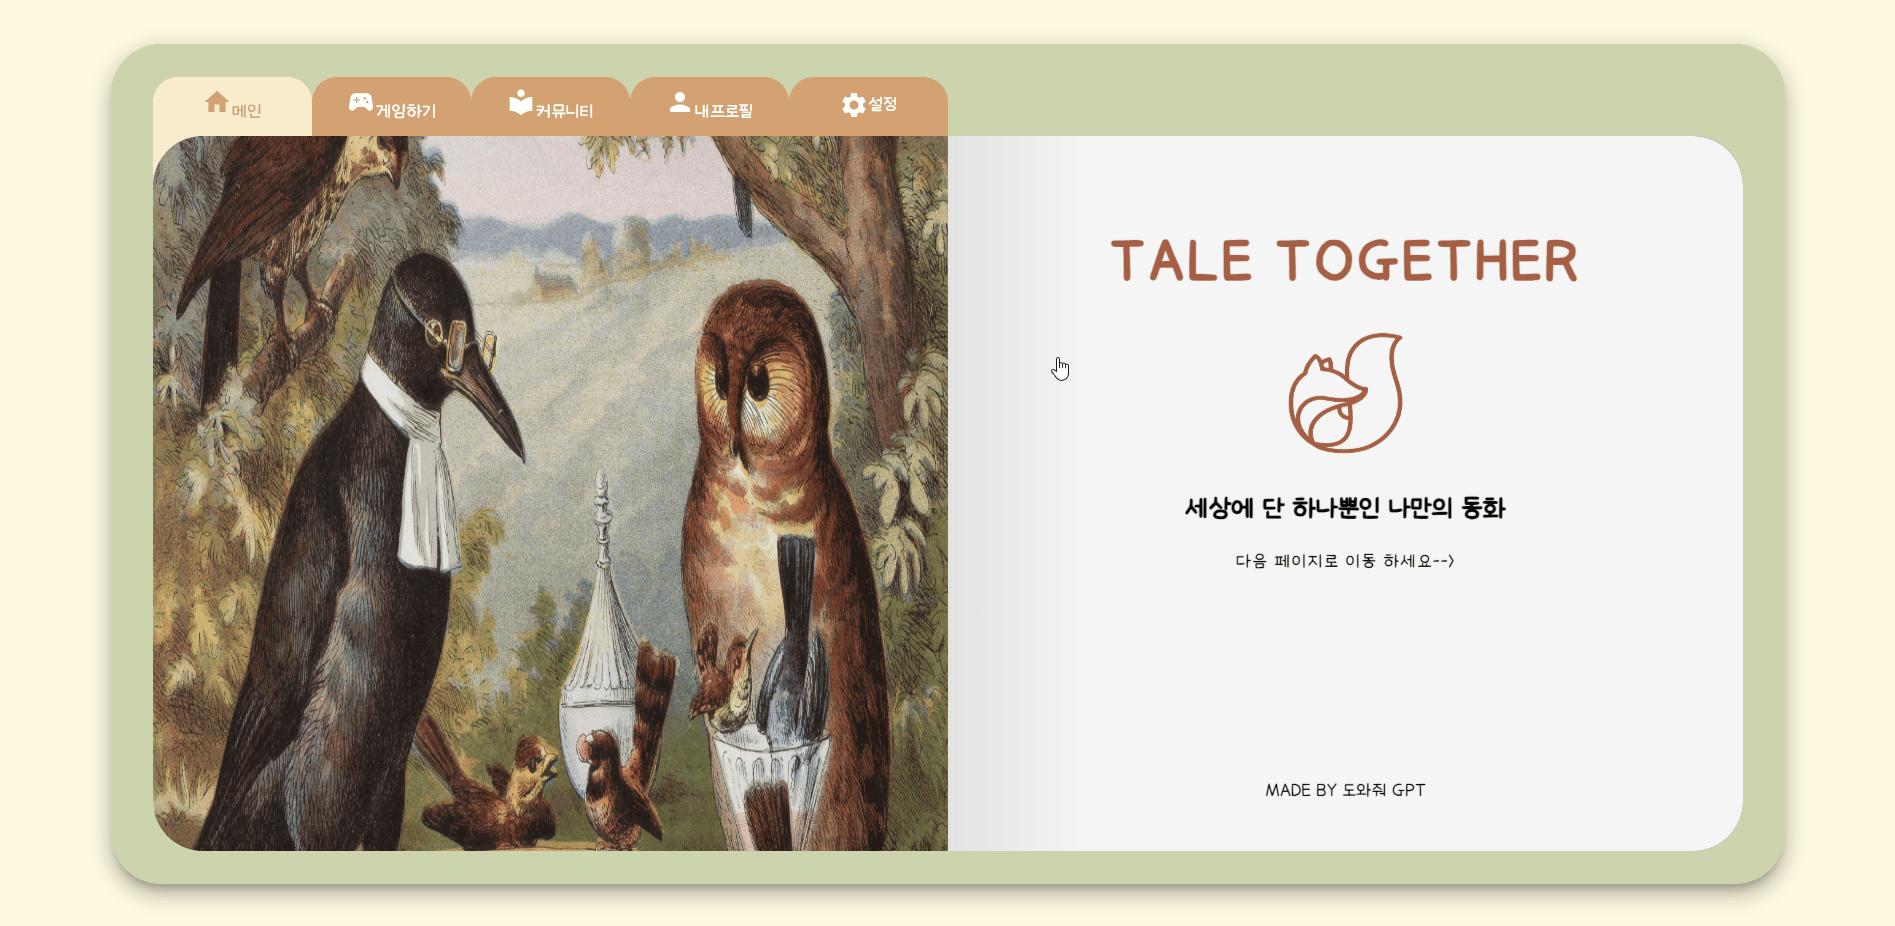 메인
게임하기
커뮤니티
내프로필
설정
TALE TOGETHER
세상에 단 하나뿐인 나만의 동화
다음 페이지로 이동 하세요-->
MADE BY 도와줘 GPT